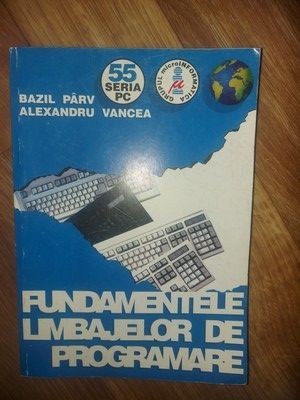 55
SERIA
PC
GRUPUL microINFORMATICA
μ
BAZIL PÂRV
ALEXANDRU VANCEA
FUNDAMENTELE
LIMBAJELOR DE
PROGRAMARE